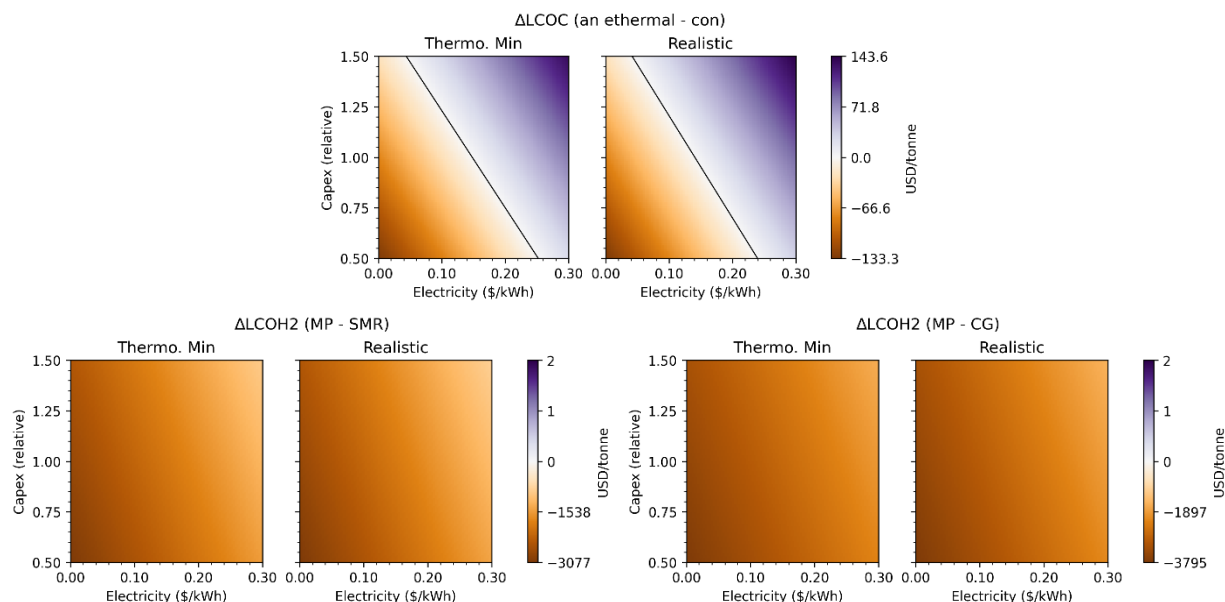 ΔLCOC (an ethermal - con)
Thermo. Min Realistic
1.50
1.25
1.00
0.75
0.50
Capex (relative)
0.00 0.10 0.20 0.30
0.00 0.10 0.20 0.30
Electricity ($/kWh) Electricity ($/kWh)
143.6
71.8
0.0
−66.6
−133.3
USD/tonne
ΔLCOH2 (MP - SMR)
Thermo. Min Realistic
1.50
1.25
1.00
0.75
0.50
Capex (relative)
0.00 0.10 0.20 0.30
0.00 0.10 0.20 0.30
Electricity ($/kWh) Electricity ($/kWh)
2
1
0
−1538
−3077
USD/tonne
ΔLCOH2 (MP - CG)
Thermo. Min Realistic
1.50
1.25
1.00
0.75
0.50
Capex (relative)
0.00 0.10 0.20 0.30
0.00 0.10 0.20 0.30
Electricity ($/kWh) Electricity ($/kWh)
2
1
0
−1897
−3795
USD/tonne